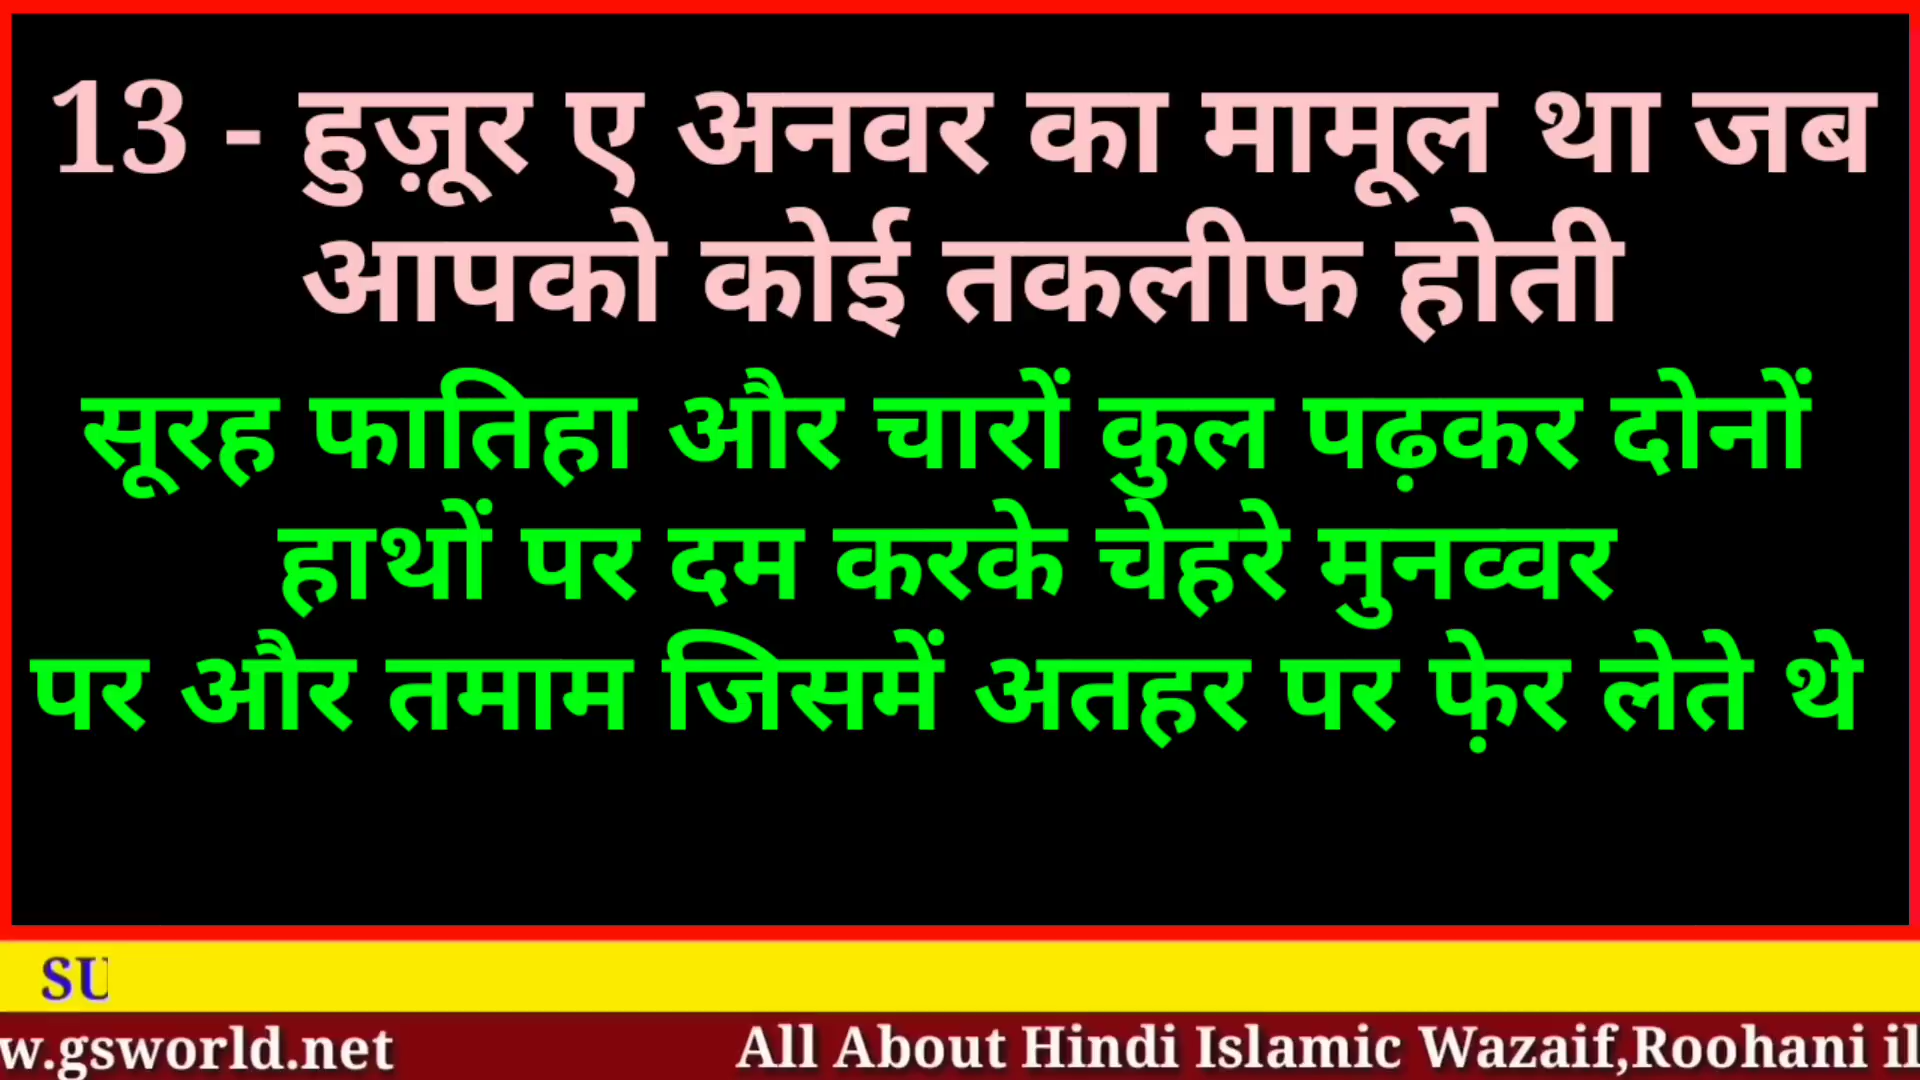 13 - हुज़ूर ए अनवर का मामूल था जब
आपको कोई तकलीफ होती
सूरह फातिहा और चारों कुल पढ़कर दोनों
हाथों पर दम करके चेहरे मुनव्वर
पर और तमाम जिसमें अतहर पर फ़ेर लेते थे
SU
w.gsworld.net All About Hindi Islamic Wazaif,Roohani il